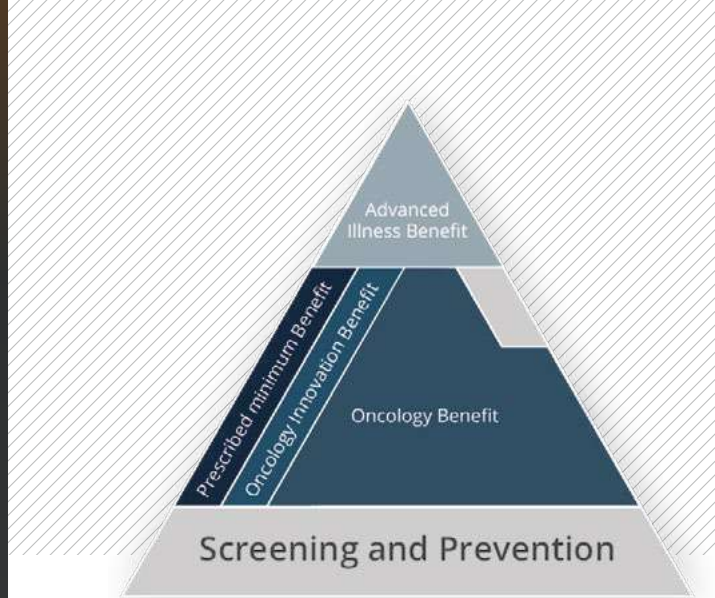 Advanced
Illness Benefit
Prescribed minimum Benefit
Oncology Innovation Benefit
Oncology Benefit
Screening and Prevention